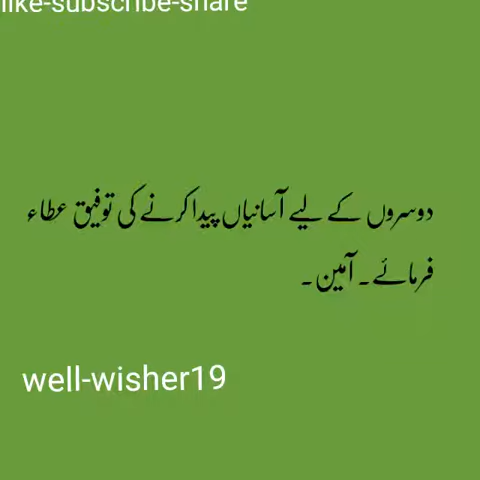 like-subscribe-share
دوسروں کے لیے آسانیاں پیدا کرنے کی توفیق عطاء
فرمائے۔ آمین۔
well-wisher19